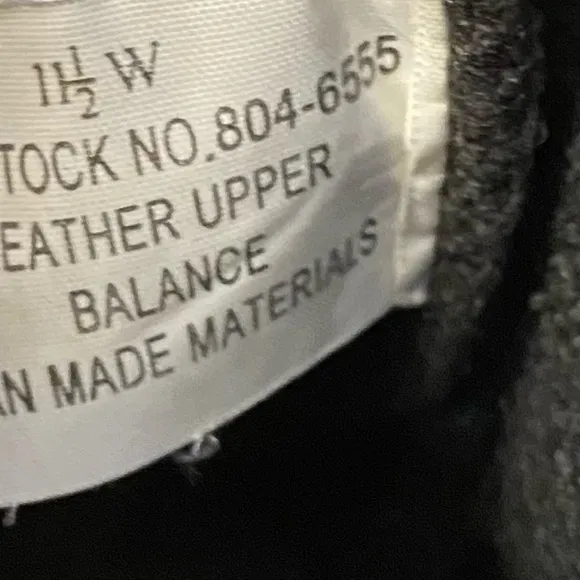 11½ W
TOCK NO. 804-6555
EATHER UPPER
BALANCE
AN MADE MATERIALS